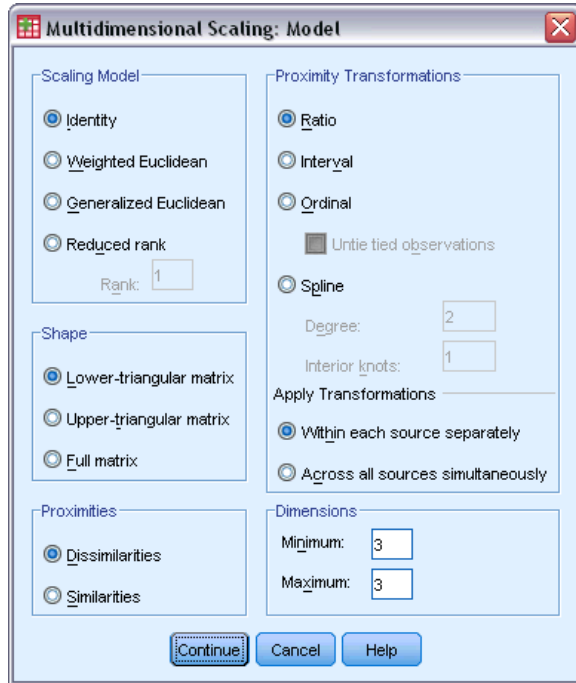 Multidimensional Scaling: Model
Scaling Model
Identity
Weighted Euclidean
Generalized Euclidean
Reduced rank
Rank: 1
Shape
Lower-triangular matrix
Upper-triangular matrix
Full matrix
Proximities
Dissimilarities
Similarities
Proximity Transformations
Ratio
Interval
Ordinal
Untie tied observations
Spline
Degree: 2
Interior knots: 1
Apply Transformations
Within each source separately
Across all sources simultaneously
Dimensions
Minimum: 3
Maximum: 3
Continue Cancel Help